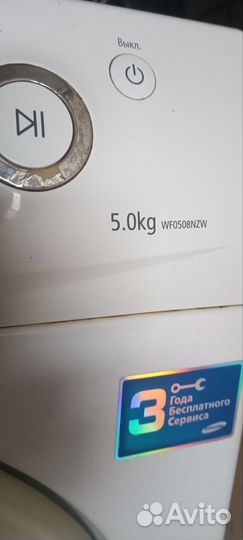 Выкл.
5.0kg WF0508NZW
3 Года
Бесплатного
Сервиса
SAMSUNG
Avito